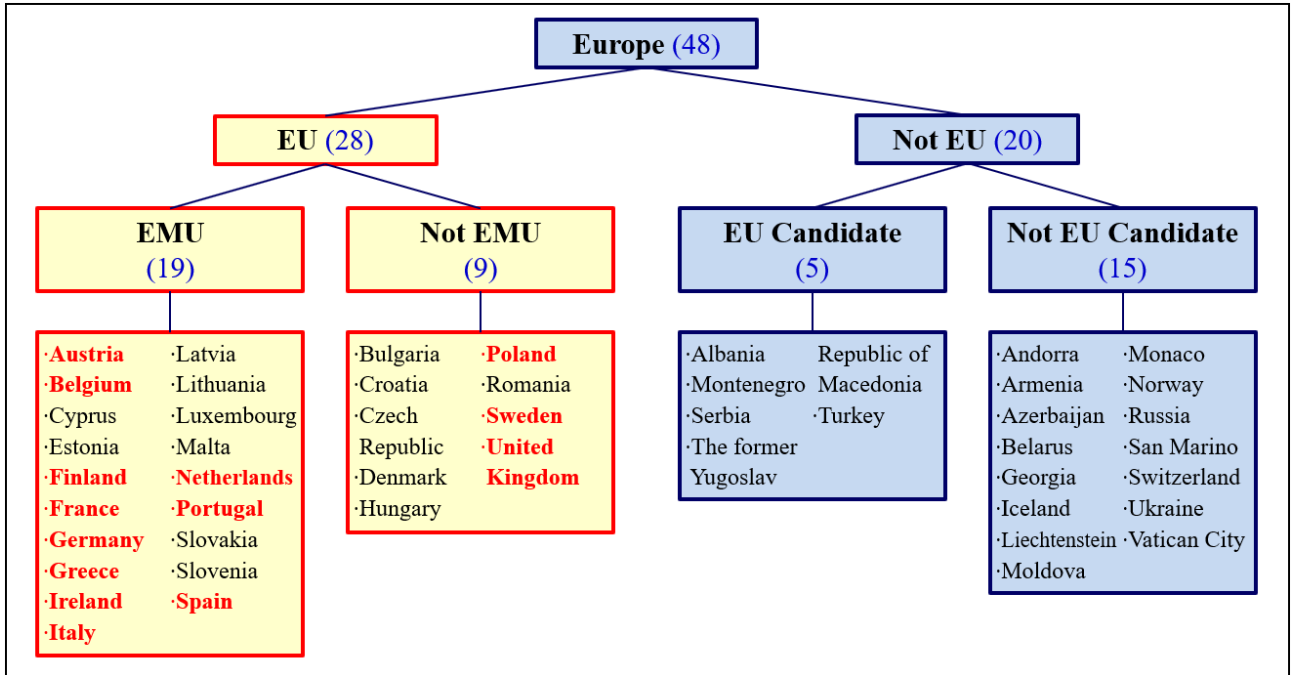 Europe (48)
EU (28)
Not EU (20)
EMU
(19)
Not EMU
(9)
EU Candidate
(5)
Not EU Candidate
(15)
·Austria
·Belgium
·Cyprus
·Estonia
·Finland
·France
·Germany
·Greece
·Ireland
·Italy
·Latvia
·Lithuania
·Luxembourg
·Malta
·Netherlands
·Portugal
·Slovakia
·Slovenia
·Spain
·Bulgaria
·Croatia
·Czech
Republic
·Denmark
·Hungary
·Poland
·Romania
·Sweden
·United
Kingdom
·Albania
·Montenegro
·Serbia
·The former
Yugoslav
Republic of
Macedonia
·Turkey
·Andorra
·Armenia
·Azerbaijan
·Belarus
·Georgia
·Iceland
·Liechtenstein
·Moldova
·Monaco
·Norway
·Russia
·San Marino
·Switzerland
·Ukraine
·Vatican City